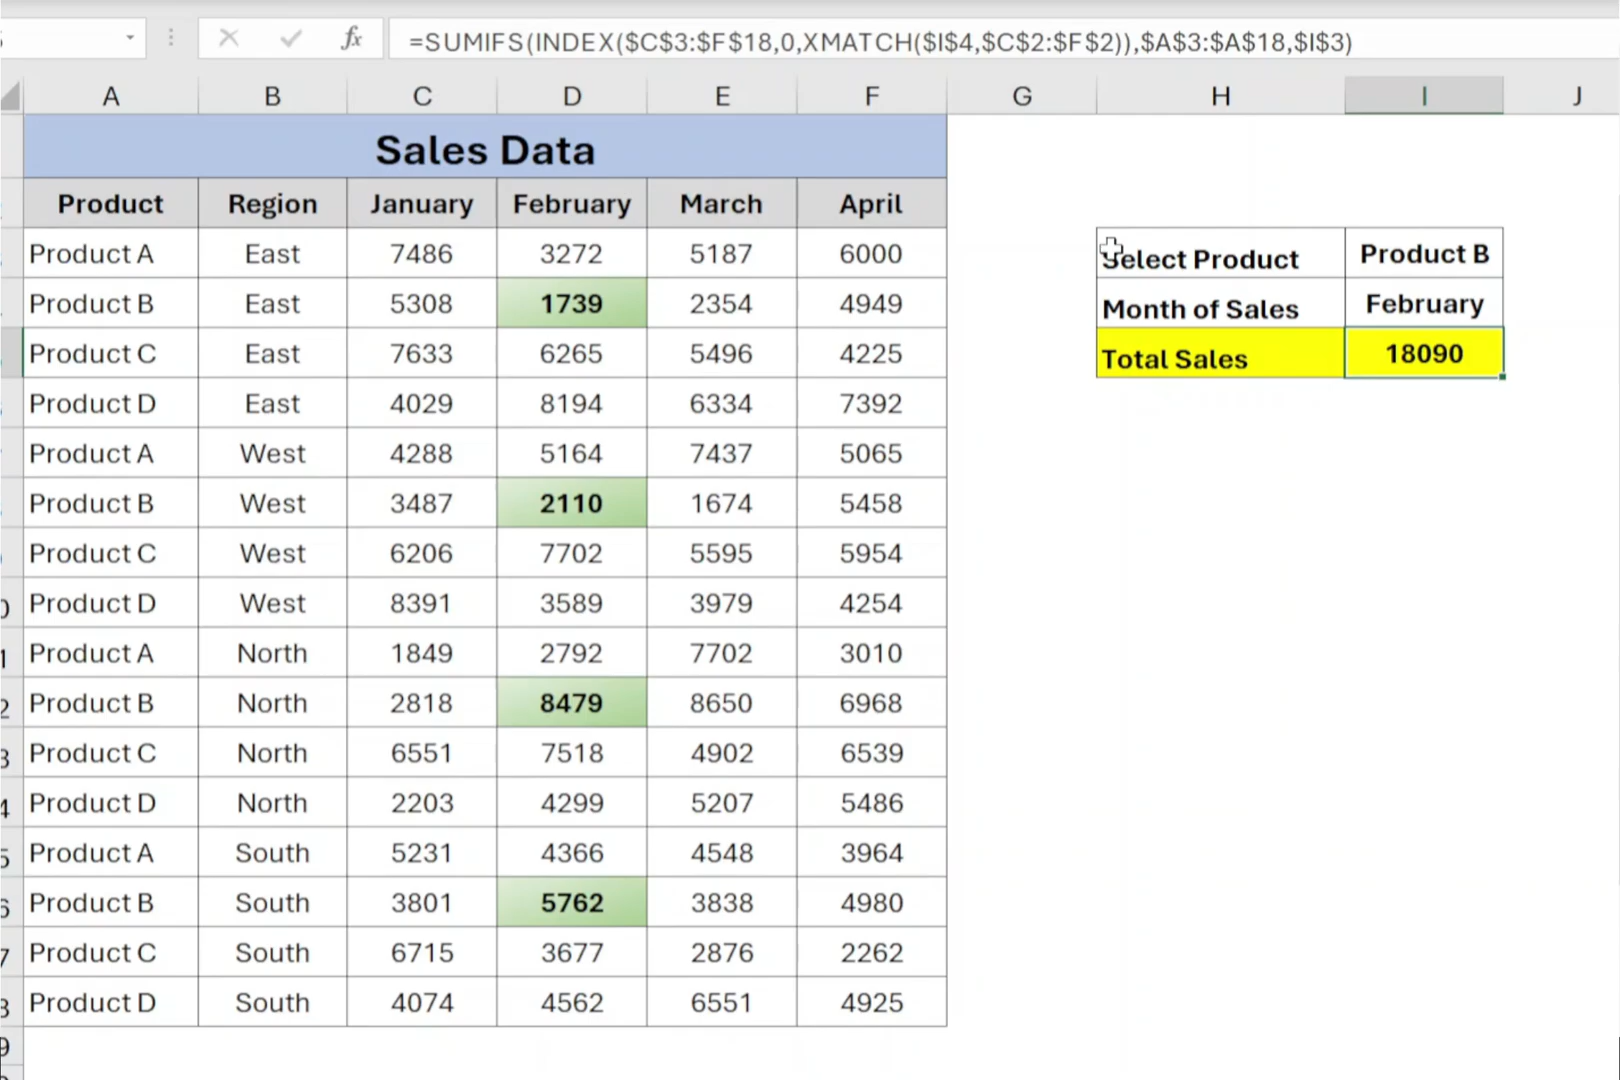 fx =SUMIFS(INDEX($C$3:$F$18,0,XMATCH($I$4,$C$2:$F$2)),$A$3:$A$18,$I$3)
A B C D E F G H I J
Sales Data
Product Region January February March April
Product A East 7486 3272 5187 6000 Select Product Product B
Product B East 5308 1739 2354 4949 Month of Sales February
Product C East 7633 6265 5496 4225 Total Sales 18090
Product D East 4029 8194 6334 7392
Product A West 4288 5164 7437 5065
Product B West 3487 2110 1674 5458
Product C West 6206 7702 5595 5954
Product D West 8391 3589 3979 4254
Product A North 1849 2792 7702 3010
Product B North 2818 8479 8650 6968
Product C North 6551 7518 4902 6539
Product D North 2203 4299 5207 5486
Product A South 5231 4366 4548 3964
Product B South 3801 5762 3838 4980
Product C South 6715 3677 2876 2262
Product D South 4074 4562 6551 4925